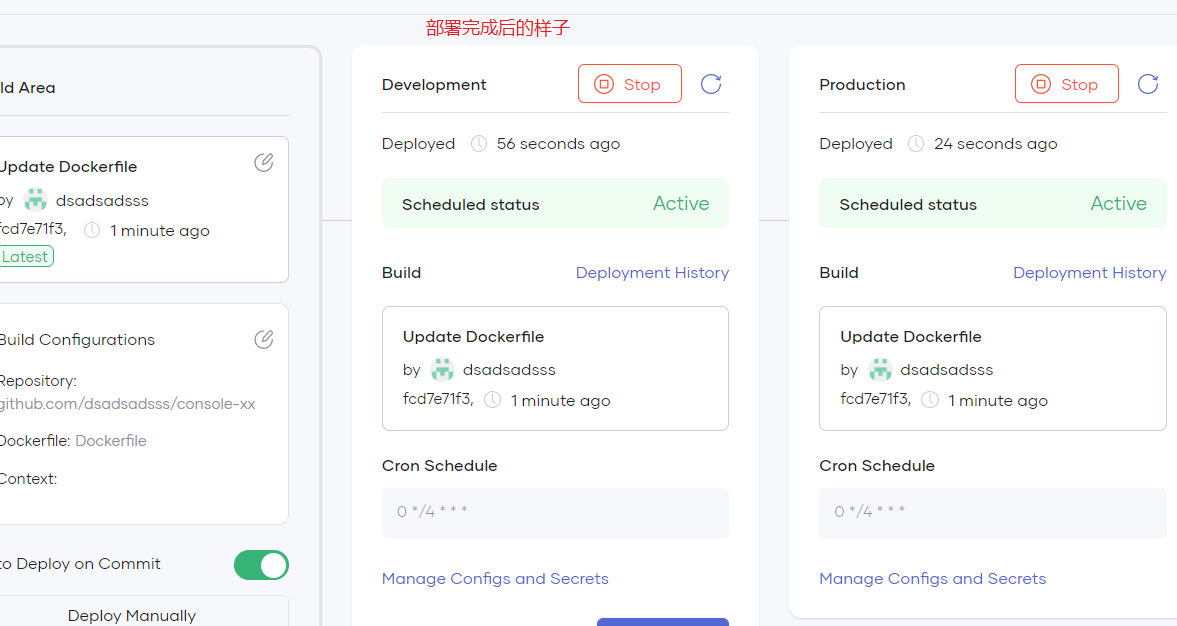 部署完成后的样子
ld Area
Update Dockerfile
by dsadsadsss
fcd7e71f3, 1 minute ago
Latest
Build Configurations
Repository:
github.com/dsadsadsss/console-xx
Dockerfile: Dockerfile
Context:
to Deploy on Commit
Deploy Manually
Development
Stop
Deployed 56 seconds ago
Scheduled status Active
Build Deployment History
Update Dockerfile
by dsadsadsss
fcd7e71f3, 1 minute ago
Cron Schedule
0 */4 * * *
Manage Configs and Secrets
Production
Stop
Deployed 24 seconds ago
Scheduled status Active
Build Deployment History
Update Dockerfile
by dsadsadsss
fcd7e71f3, 1 minute ago
Cron Schedule
0 */4 * * *
Manage Configs and Secrets